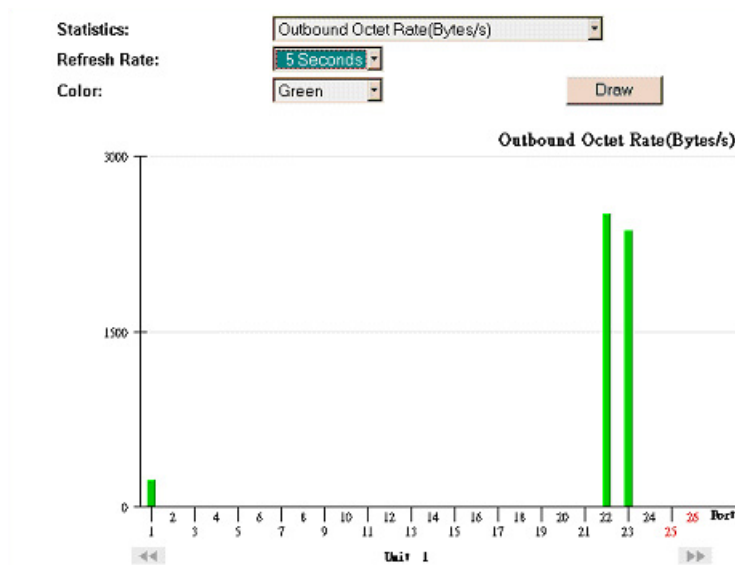 Statistics: Outbound Octet Rate(Bytes/s)
Refresh Rate: 5 Seconds
Color: Green Draw
Outbound Octet Rate(Bytes/s)
3000
1500
0
2 4 6 8 10 12 14 16 18 20 22 24 26 Port
1 3 5 7 9 11 13 15 17 19 21 23 25
Unit 1